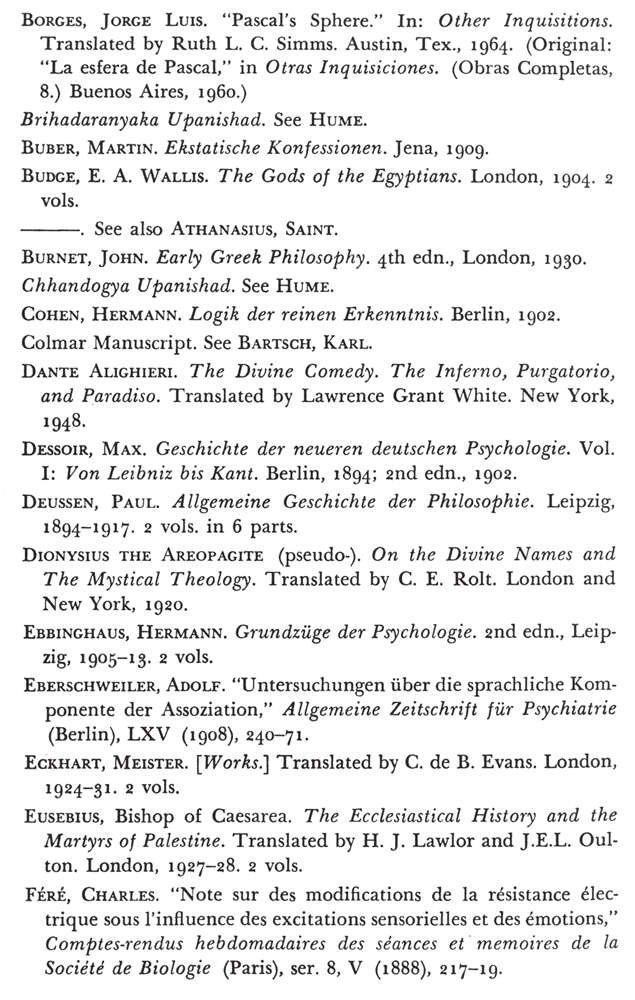 BORGES, JORGE LUIS. “Pascal’s Sphere.” In: Other Inquisitions.
Translated by Ruth L. C. Simms. Austin, Tex., 1964. (Original:
“La esfera de Pascal,” in Otras Inquisiciones. (Obras Completas,
8.) Buenos Aires, 1960.)
Brihadaranyaka Upanishad. See HUME.
BUBER, MARTIN. Ekstatische Konfessionen. Jena, 1909.
BUDGE, E. A. WALLIS. The Gods of the Egyptians. London, 1904. 2
vols.
———. See also ATHANASIUS, SAINT.
BURNET, JOHN. Early Greek Philosophy. 4th edn., London, 1930.
Chhandogya Upanishad. See HUME.
COHEN, HERMANN. Logik der reinen Erkenntnis. Berlin, 1902.
Colmar Manuscript. See BARTSCH, KARL.
DANTE ALIGHIERI. The Divine Comedy. The Inferno, Purgatorio,
and Paradiso. Translated by Lawrence Grant White. New York,
1948.
DESSOIR, MAX. Geschichte der neueren deutschen Psychologie. Vol.
I: Von Leibniz bis Kant. Berlin, 1894; 2nd edn., 1902.
DEUSSEN, PAUL. Allgemeine Geschichte der Philosophie. Leipzig,
1894–1917. 2 vols. in 6 parts.
DIONYSIUS THE AREOPAGITE (pseudo-). On the Divine Names and
The Mystical Theology. Translated by C. E. Rolt. London and
New York, 1920.
EBBINGHAUS, HERMANN. Grundzüge der Psychologie. 2nd edn., Leip-
zig, 1905–13. 2 vols.
EBERSCHWEILER, ADOLF. “Untersuchungen über die sprachliche Kom-
ponente der Assoziation,” Allgemeine Zeitschrift für Psychiatrie
(Berlin), LXV (1908), 240–71.
ECKHART, MEISTER. [Works.] Translated by C. de B. Evans. London,
1924–31. 2 vols.
EUSEBIUS, Bishop of Caesarea. The Ecclesiastical History and the
Martyrs of Palestine. Translated by H. J. Lawlor and J.E.L. Oul-
ton. London, 1927–28. 2 vols.
FÉRÉ, CHARLES. “Note sur des modifications de la résistance élec-
trique sous l’influence des excitations sensorielles et des émotions,”
Comptes-rendus hebdomadaires des séances et memoires de la
Société de Biologie (Paris), ser. 8, V (1888), 217–19.